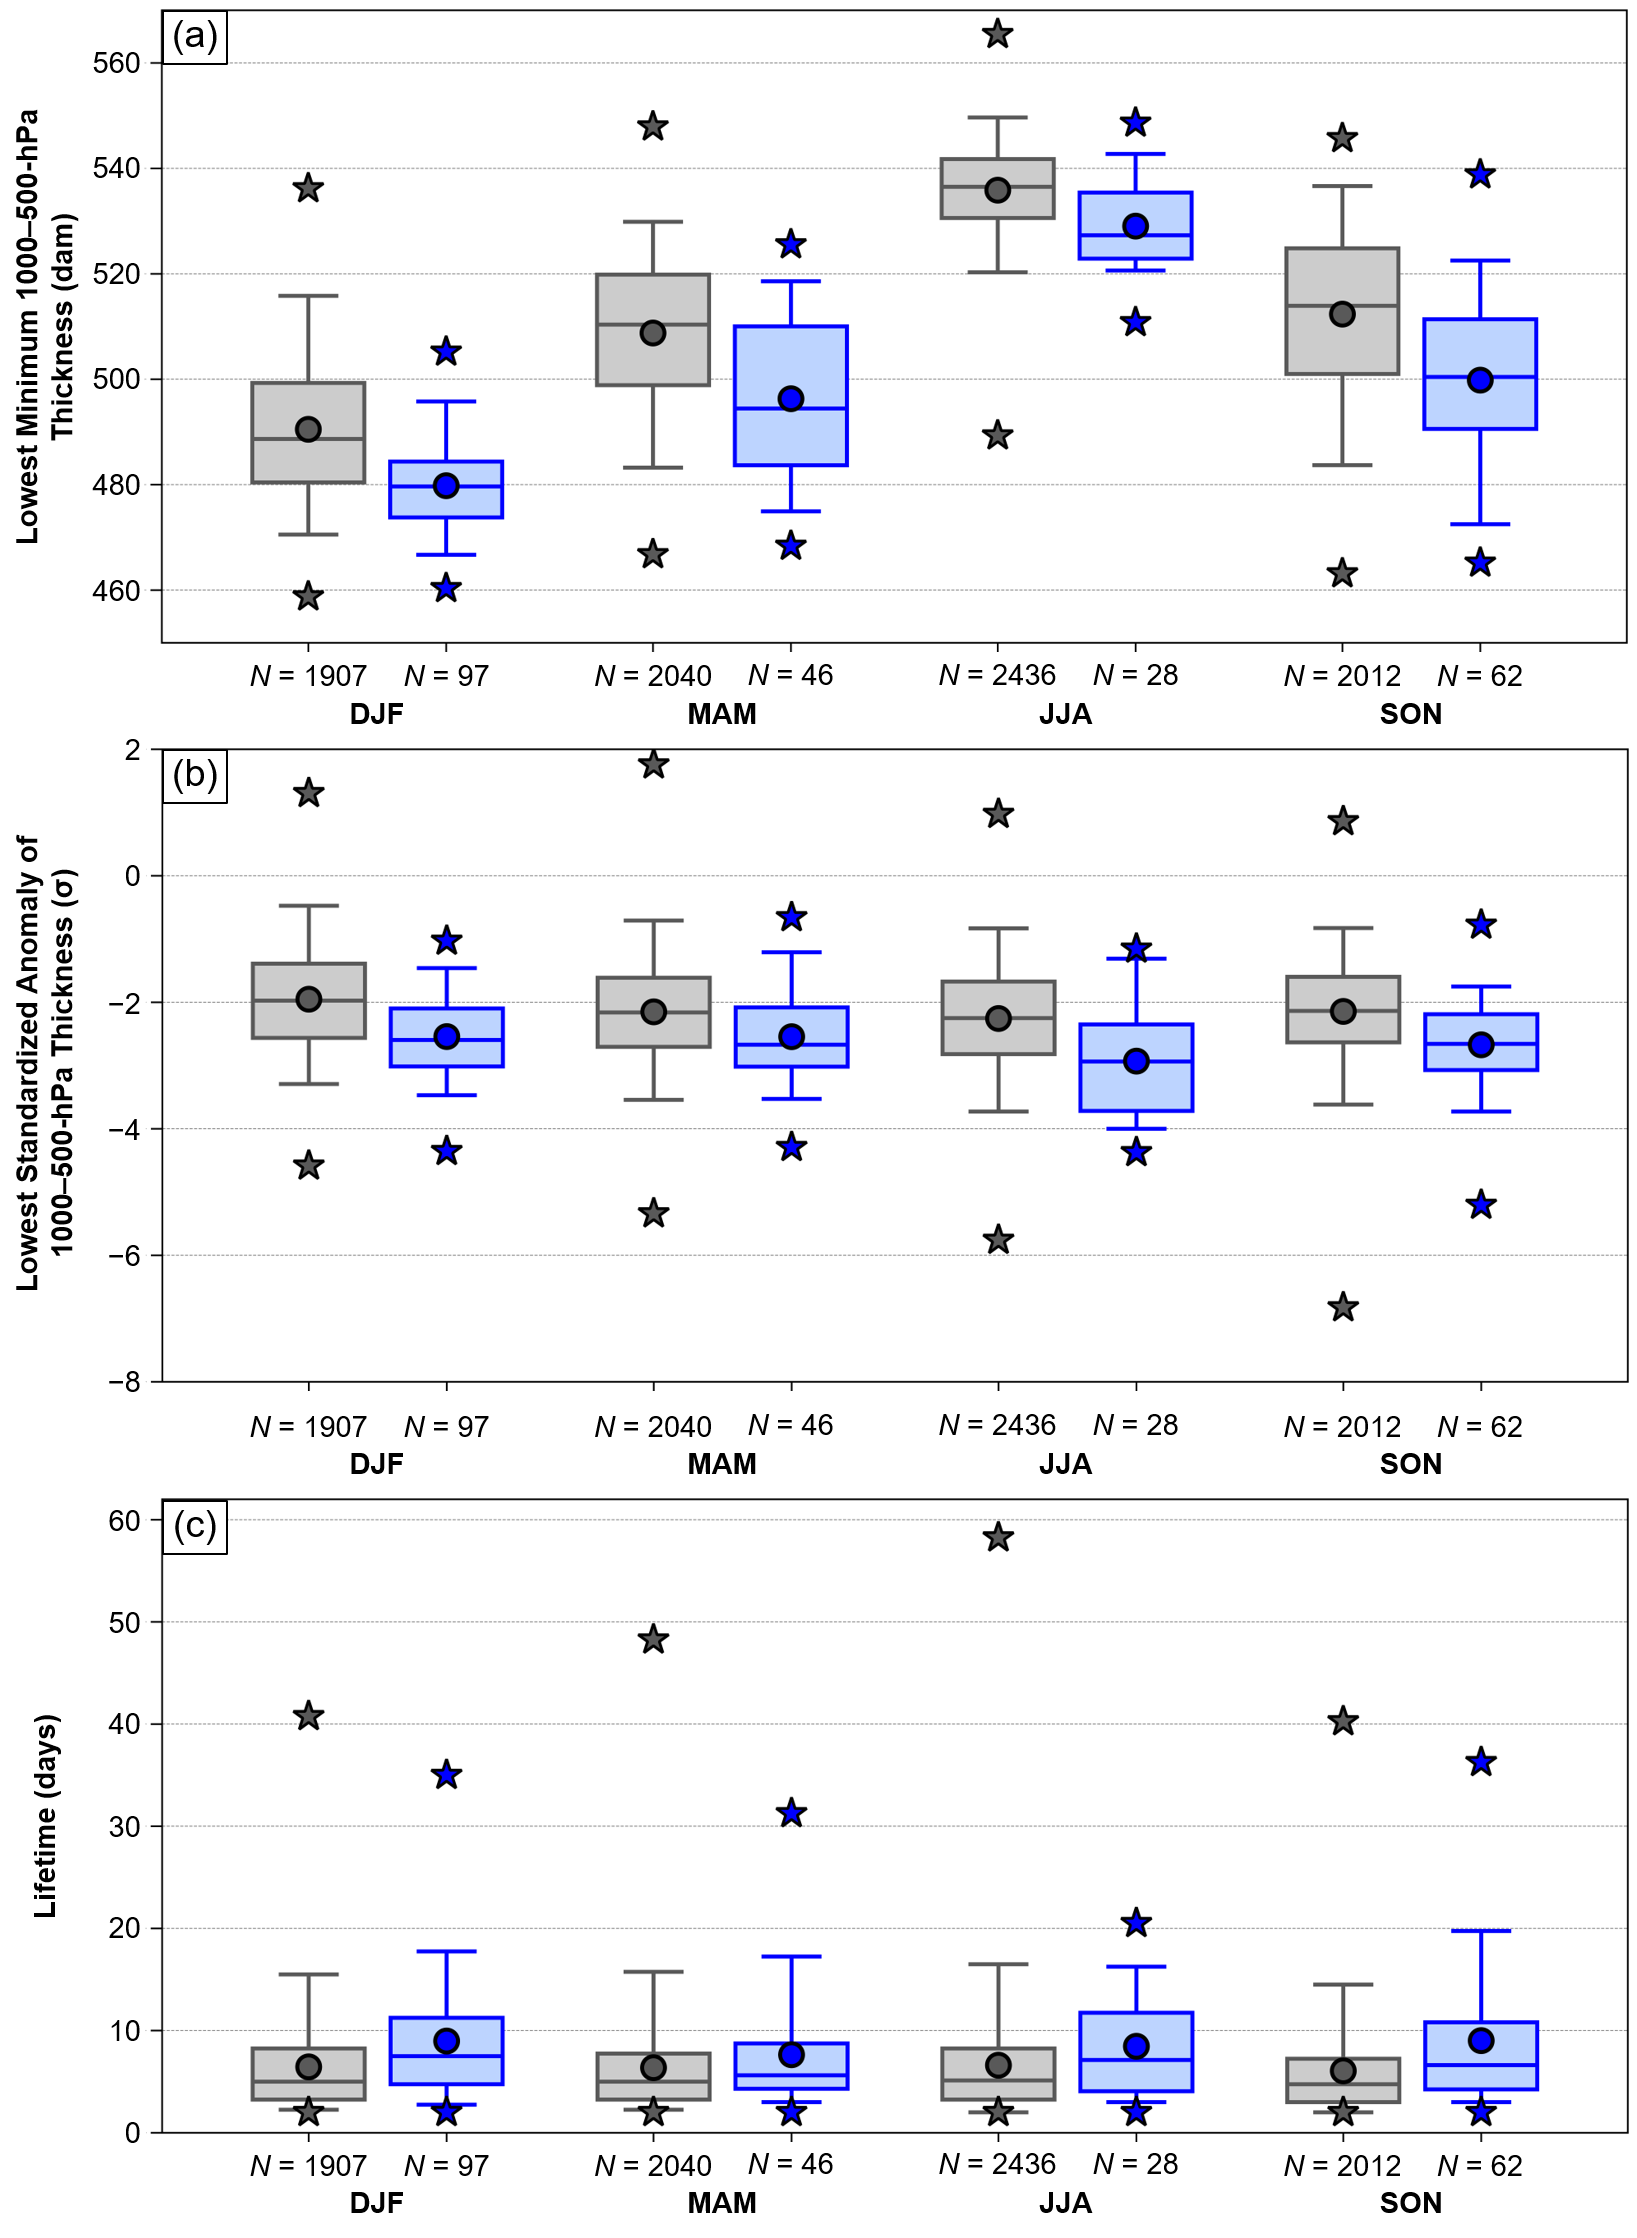 (a)
Lowest Minimum 1000–500-hPa
Thickness (dam)
560
540
520
500
480
460
N = 1907 N = 97 N = 2040 N = 46 N = 2436 N = 28 N = 2012 N = 62
DJF MAM JJA SON
(b)
Lowest Standardized Anomaly of
1000–500-hPa Thickness (σ)
2
0
−2
−4
−6
−8
N = 1907 N = 97 N = 2040 N = 46 N = 2436 N = 28 N = 2012 N = 62
DJF MAM JJA SON
(c)
Lifetime (days)
60
50
40
30
20
10
0
N = 1907 N = 97 N = 2040 N = 46 N = 2436 N = 28 N = 2012 N = 62
DJF MAM JJA SON